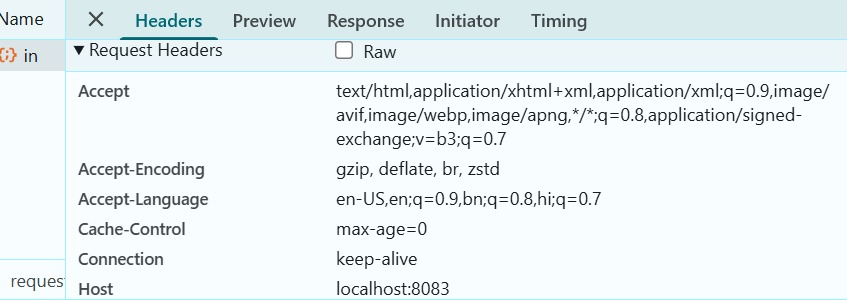 Name
Headers Preview Response Initiator Timing
Request Headers Raw
in
Accept text/html,application/xhtml+xml,application/xml;q=0.9,image/
avif,image/webp,image/apng,*/*;q=0.8,application/signed-
exchange;v=b3;q=0.7
Accept-Encoding gzip, deflate, br, zstd
Accept-Language en-US,en;q=0.9,bn;q=0.8,hi;q=0.7
Cache-Control max-age=0
Connection keep-alive
reques
Host localhost:8083